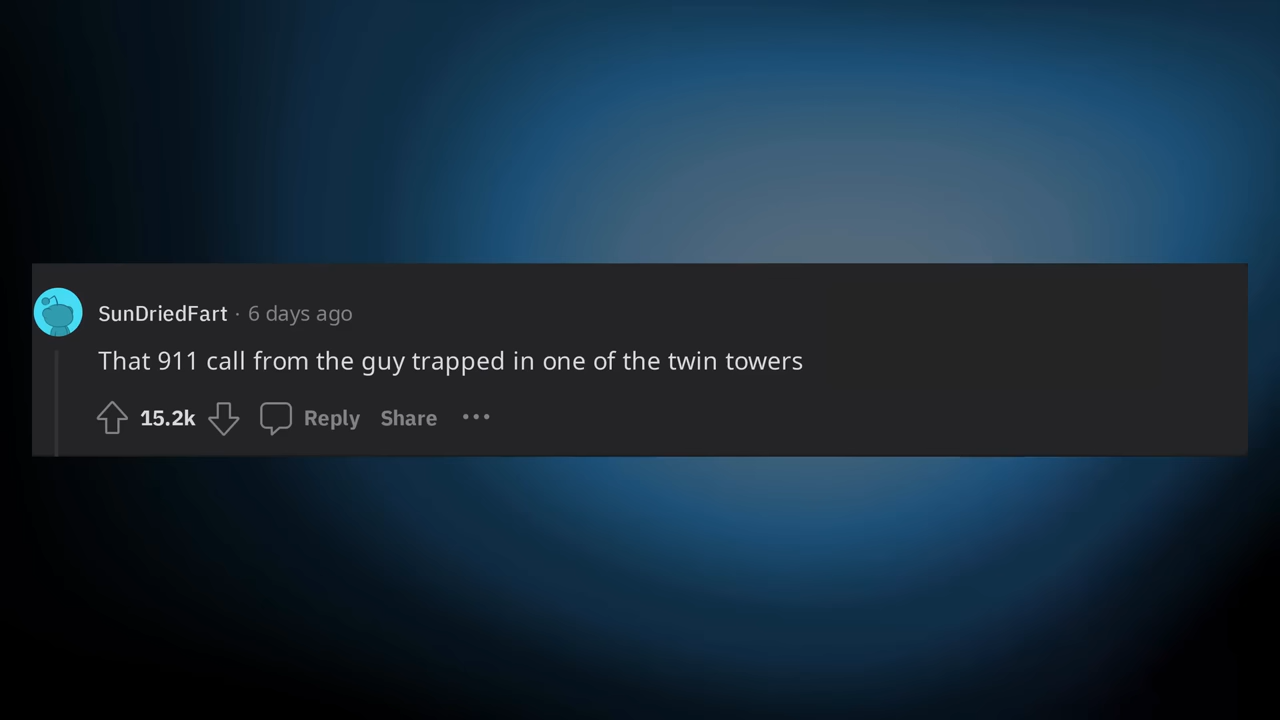 SunDriedFart · 6 days ago
That 911 call from the guy trapped in one of the twin towers
15.2k Reply Share ···